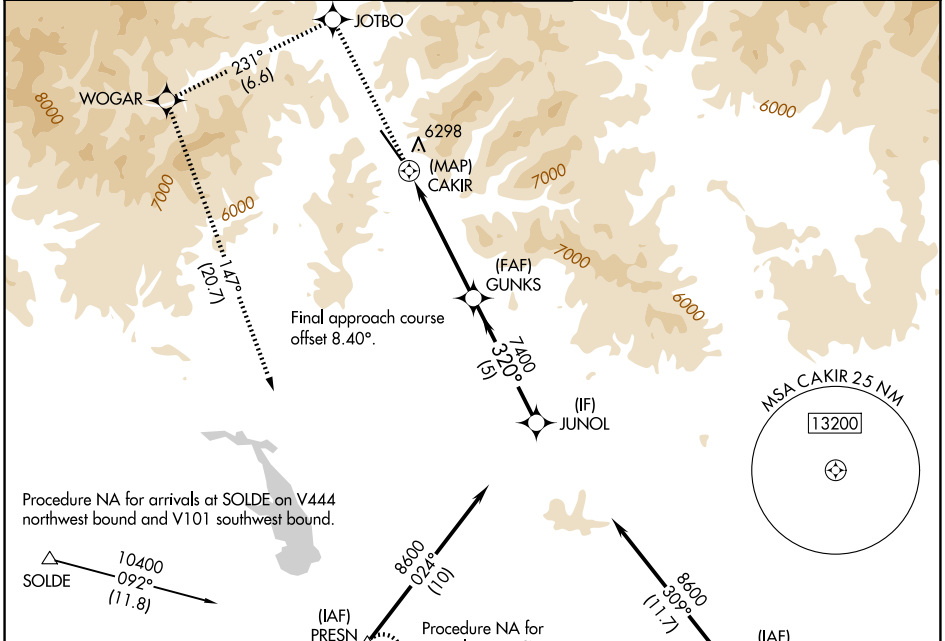 JOTBO
231°
(6.6)
WOGAR
8000
6298
6000
(MAP)
CAKIR
7000
7000
6000
147°
(20.7)
(FAF)
GUNKS
7000
6000
Final approach course
offset 8.40°.
7400
320°
(5)
(IF)
JUNOL
MSA CAKIR 25 NM
13200
Procedure NA for arrivals at SOLDE on V444
northwest bound and V101 southwest bound.
SOLDE
10400
092°
(11.8)
8600
024°
(10)
8600
309°
(11.7)
(IAF)
PRESN
Procedure NA for
(IAF)